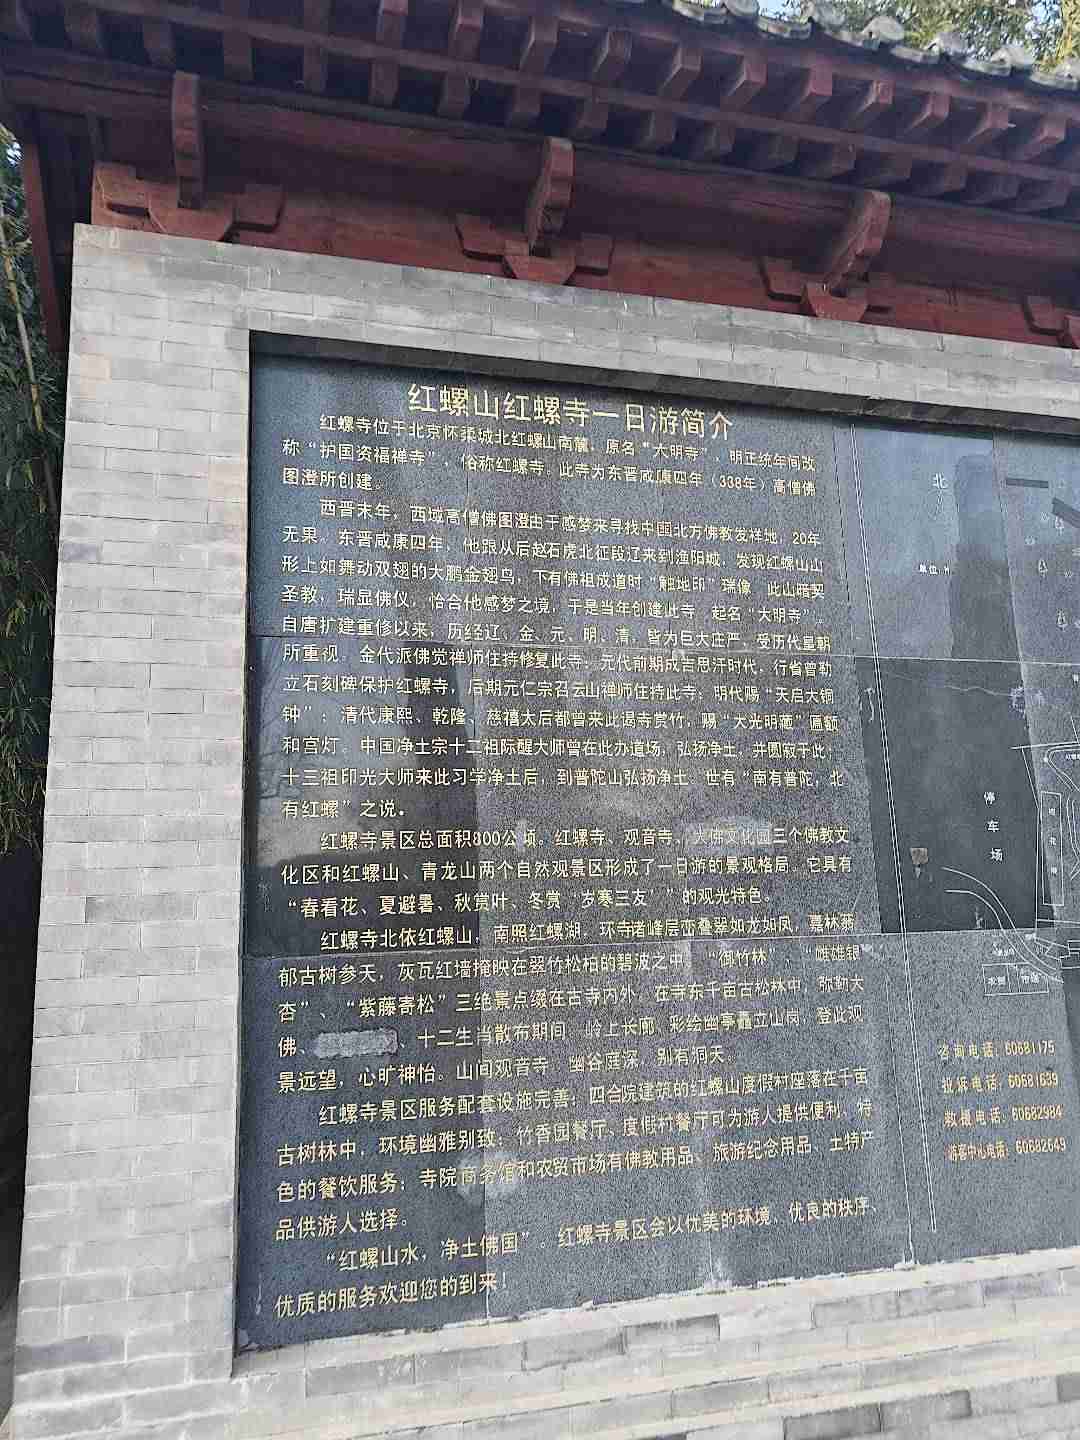 红螺山红螺寺一日游简介
红螺寺位于北京怀柔城北红螺山南麓，原名“大明寺”，明正统年间改
称“护国资福禅寺”，俗称红螺寺。此寺为东晋咸康四年（338年）高僧佛
图澄所创建。
西晋末年，西域高僧佛图澄由于感梦来寻找中国北方佛教发祥地，20年
无果。东晋咸康四年，他跟从后赵石虎北征段辽来到渔阳城，发现红螺山山
形上如舞动双翅的大鹏金翅鸟，下有佛祖成道时“触地印”瑞像，此山暗契
圣教，瑞显佛仪，恰合他感梦之境，于是当年创建此寺，起名“大明寺”。
自唐扩建重修以来，历经辽、金、元、明、清，皆为巨大庄严，受历代皇朝
所重视。金代派佛觉禅师住持修复此寺，元代前期成吉思汗时代，行省曾勒
立石刻碑保护红螺寺，后期元仁宗召云山禅师住持此寺；明代赐“天启大铜
钟”；清代康熙、乾隆、慈禧太后都曾来此谒寺赏竹，赐“大光明藏”匾额
和宫灯。中国净土宗十二祖际醒大师曾在此办道场，弘扬净土，并圆寂于此；
十三祖印光大师来此习学净土后，到普陀山弘扬净土，世有“南有普陀，北
有红螺”之说。
红螺寺景区总面积800公顷。红螺寺、观音寺、大佛文化园三个佛教文
化区和红螺山、青龙山两个自然观景区形成了一日游的景观格局。它具有
“春看花、夏避暑、秋赏叶、冬赏‘岁寒三友’”的观光特色。
红螺寺北依红螺山，南照红螺湖，环寺诸峰层峦叠翠如龙如凤，嘉林蓊
郁古树参天，灰瓦红墙掩映在翠竹松柏的碧波之中，“御竹林”、“雌雄银
杏”、“紫藤寄松”三绝景点缀在古寺内外，在寺东千亩古松林中，弥勒大
佛、、十二生肖散布期间，岭上长廊、彩绘幽亭矗立山岗，登此观
景远望，心旷神怡。山间观音寺，幽谷庭深，别有洞天。
红螺寺景区服务配套设施完善；四合院建筑的红螺山度假村座落在千亩
古树林中，环境幽雅别致；竹香园餐厅、度假村餐厅可为游人提供便利、特
色的餐饮服务；寺院商务馆和农贸市场有佛教用品、旅游纪念用品、土特产
品供游人选择。
“红螺山水，净土佛国”。红螺寺景区会以优美的环境、优良的秩序、
优质的服务欢迎您的到来！
北
单位：M
停车场
咨询电话：60681175
投诉电话：60681639
救援电话：60682984
游客中心电话：60682649